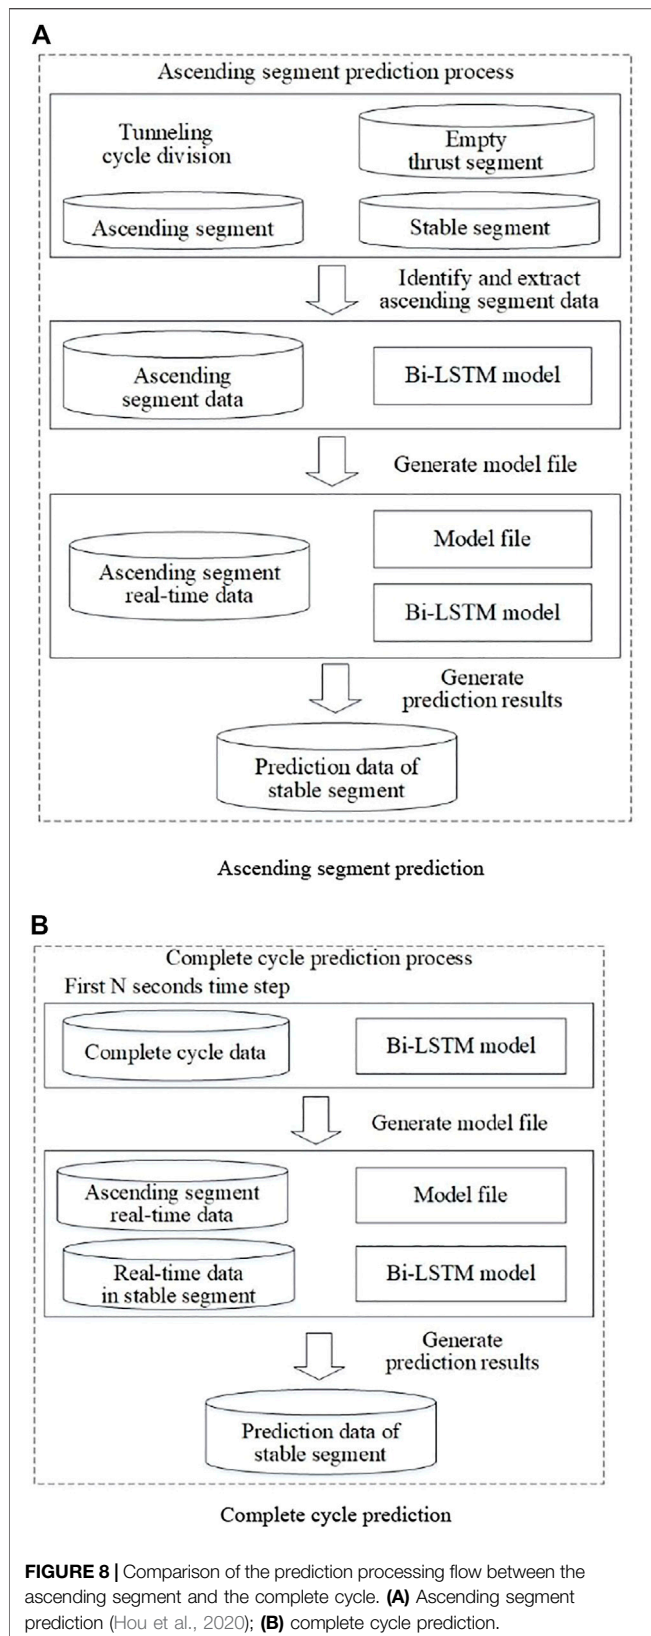 A
Ascending segment prediction process
Tunneling
cycle division
Empty
thrust segment
Ascending segment
Stable segment
Identify and extract
ascending segment data
Ascending
segment data
Bi-LSTM model
Generate model file
Ascending segment
real-time data
Model file
Bi-LSTM model
Generate
prediction results
Prediction data of
stable segment
Ascending segment prediction
B
Complete cycle prediction process
First N seconds time step
Complete cycle data
Bi-LSTM model
Generate model file
Ascending segment
real-time data
Model file
Real-time data
in stable segment
Bi-LSTM model
Generate
prediction results
Prediction data of
stable segment
Complete cycle prediction
FIGURE 8 | Comparison of the prediction processing flow between the
ascending segment and the complete cycle. (A) Ascending segment
prediction (Hou et al., 2020); (B) complete cycle prediction.